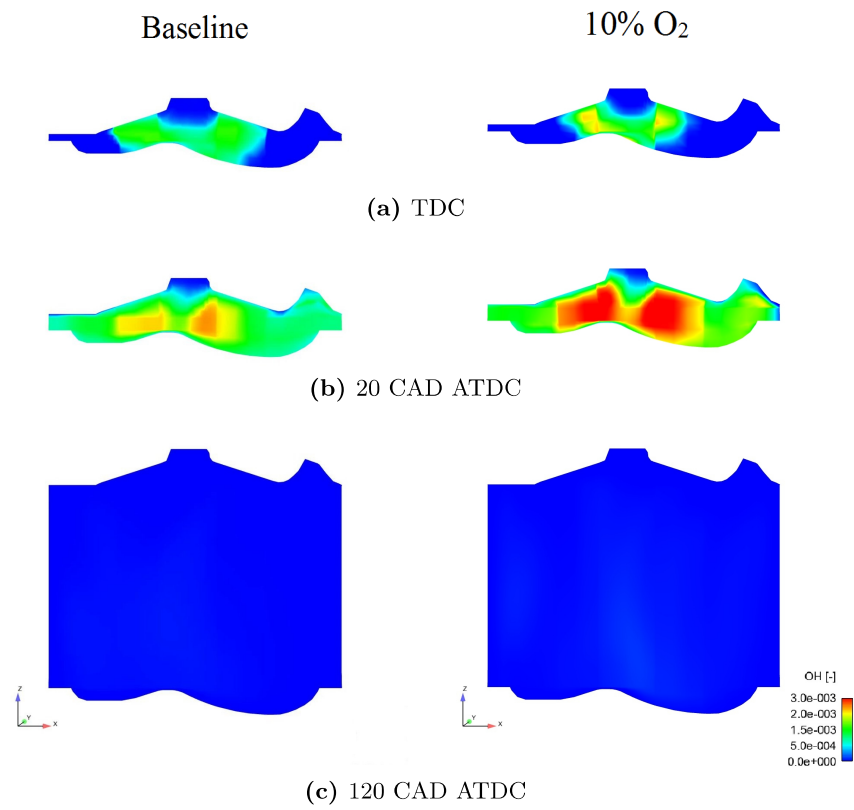 Baseline 10% O₂
(a) TDC
(b) 20 CAD ATDC
Z Y X
Z Y X
OH [-]
3.0e-003
2.0e-003
1.5e-003
5.0e-004
0.0e+000
(c) 120 CAD ATDC